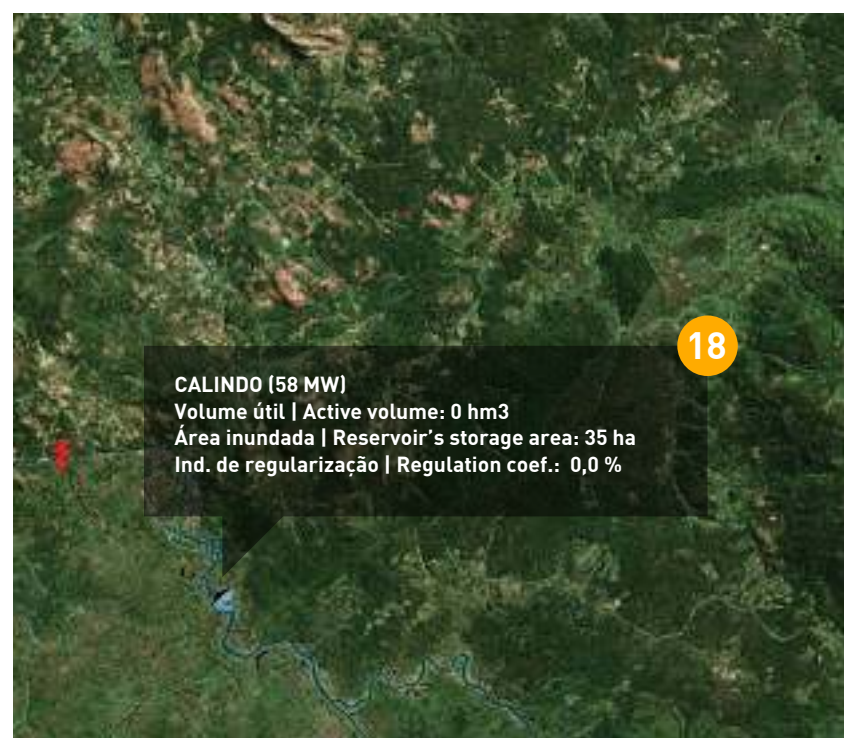 18
CALINDO (58 MW)
Volume útil | Active volume: 0 hm3
Área inundada | Reservoir’s storage area: 35 ha
Ind. de regularização | Regulation coef.:  0,0 %